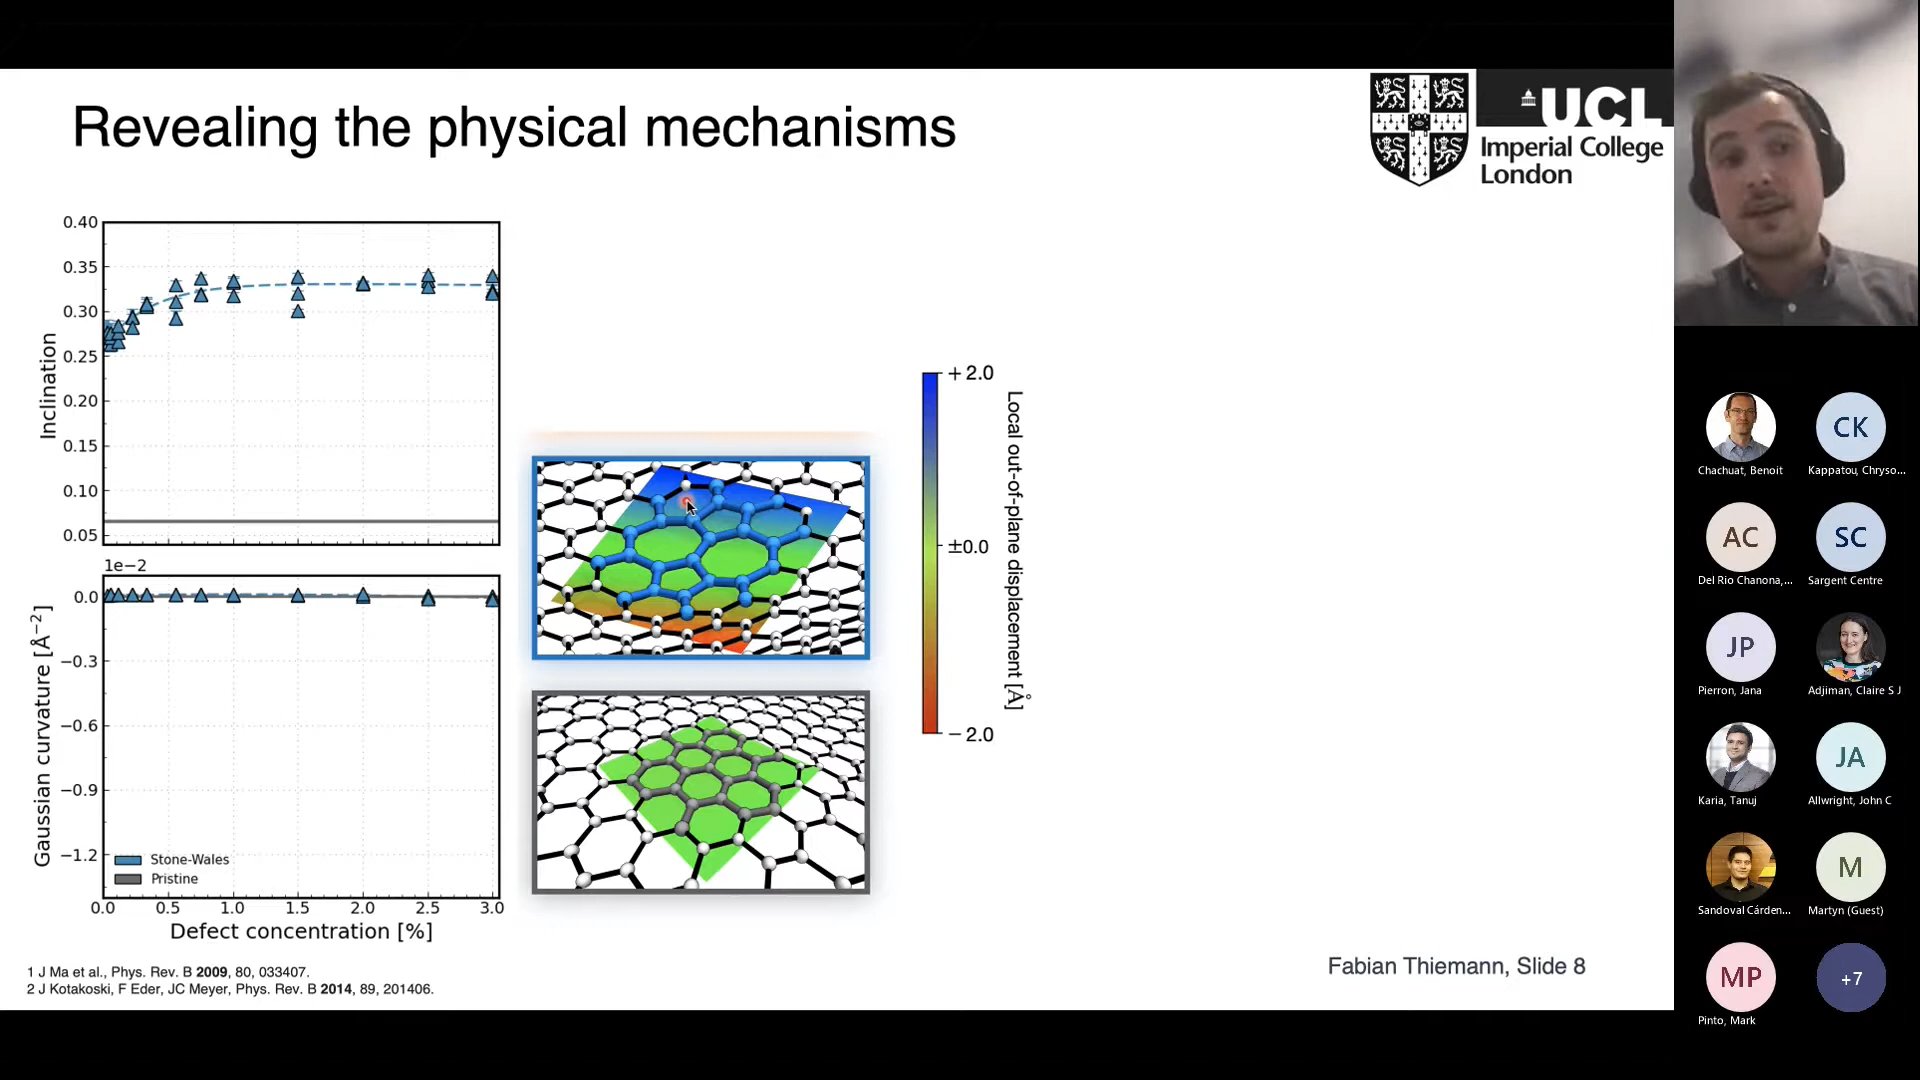 Revealing the physical mechanisms
UCL
Imperial College
London
0.40
0.35
0.30
0.25
0.20
0.15
0.10
0.05
Inclination
1e−2
0.0
−0.3
−0.6
−0.9
−1.2
Gaussian curvature [Å⁻²]
Stone-Wales
Pristine
0.0 0.5 1.0 1.5 2.0 2.5 3.0
Defect concentration [%]
+2.0
±0.0
−2.0
Local out-of-plane displacement [Å]
1 J Ma et al., Phys. Rev. B 2009, 80, 033407.
2 J Kotakoski, F Eder, JC Meyer, Phys. Rev. B 2014, 89, 201406.
Fabian Thiemann, Slide 8
Chachuat, Benoit
CK
Kappatou, Chryso...
AC
Del Rio Chanona,...
SC
Sargent Centre
JP
Pierron, Jana
Adjiman, Claire S J
Karia, Tanuj
JA
Allwright, John C
Sandoval Cárden...
M
Martyn (Guest)
MP
Pinto, Mark
+7